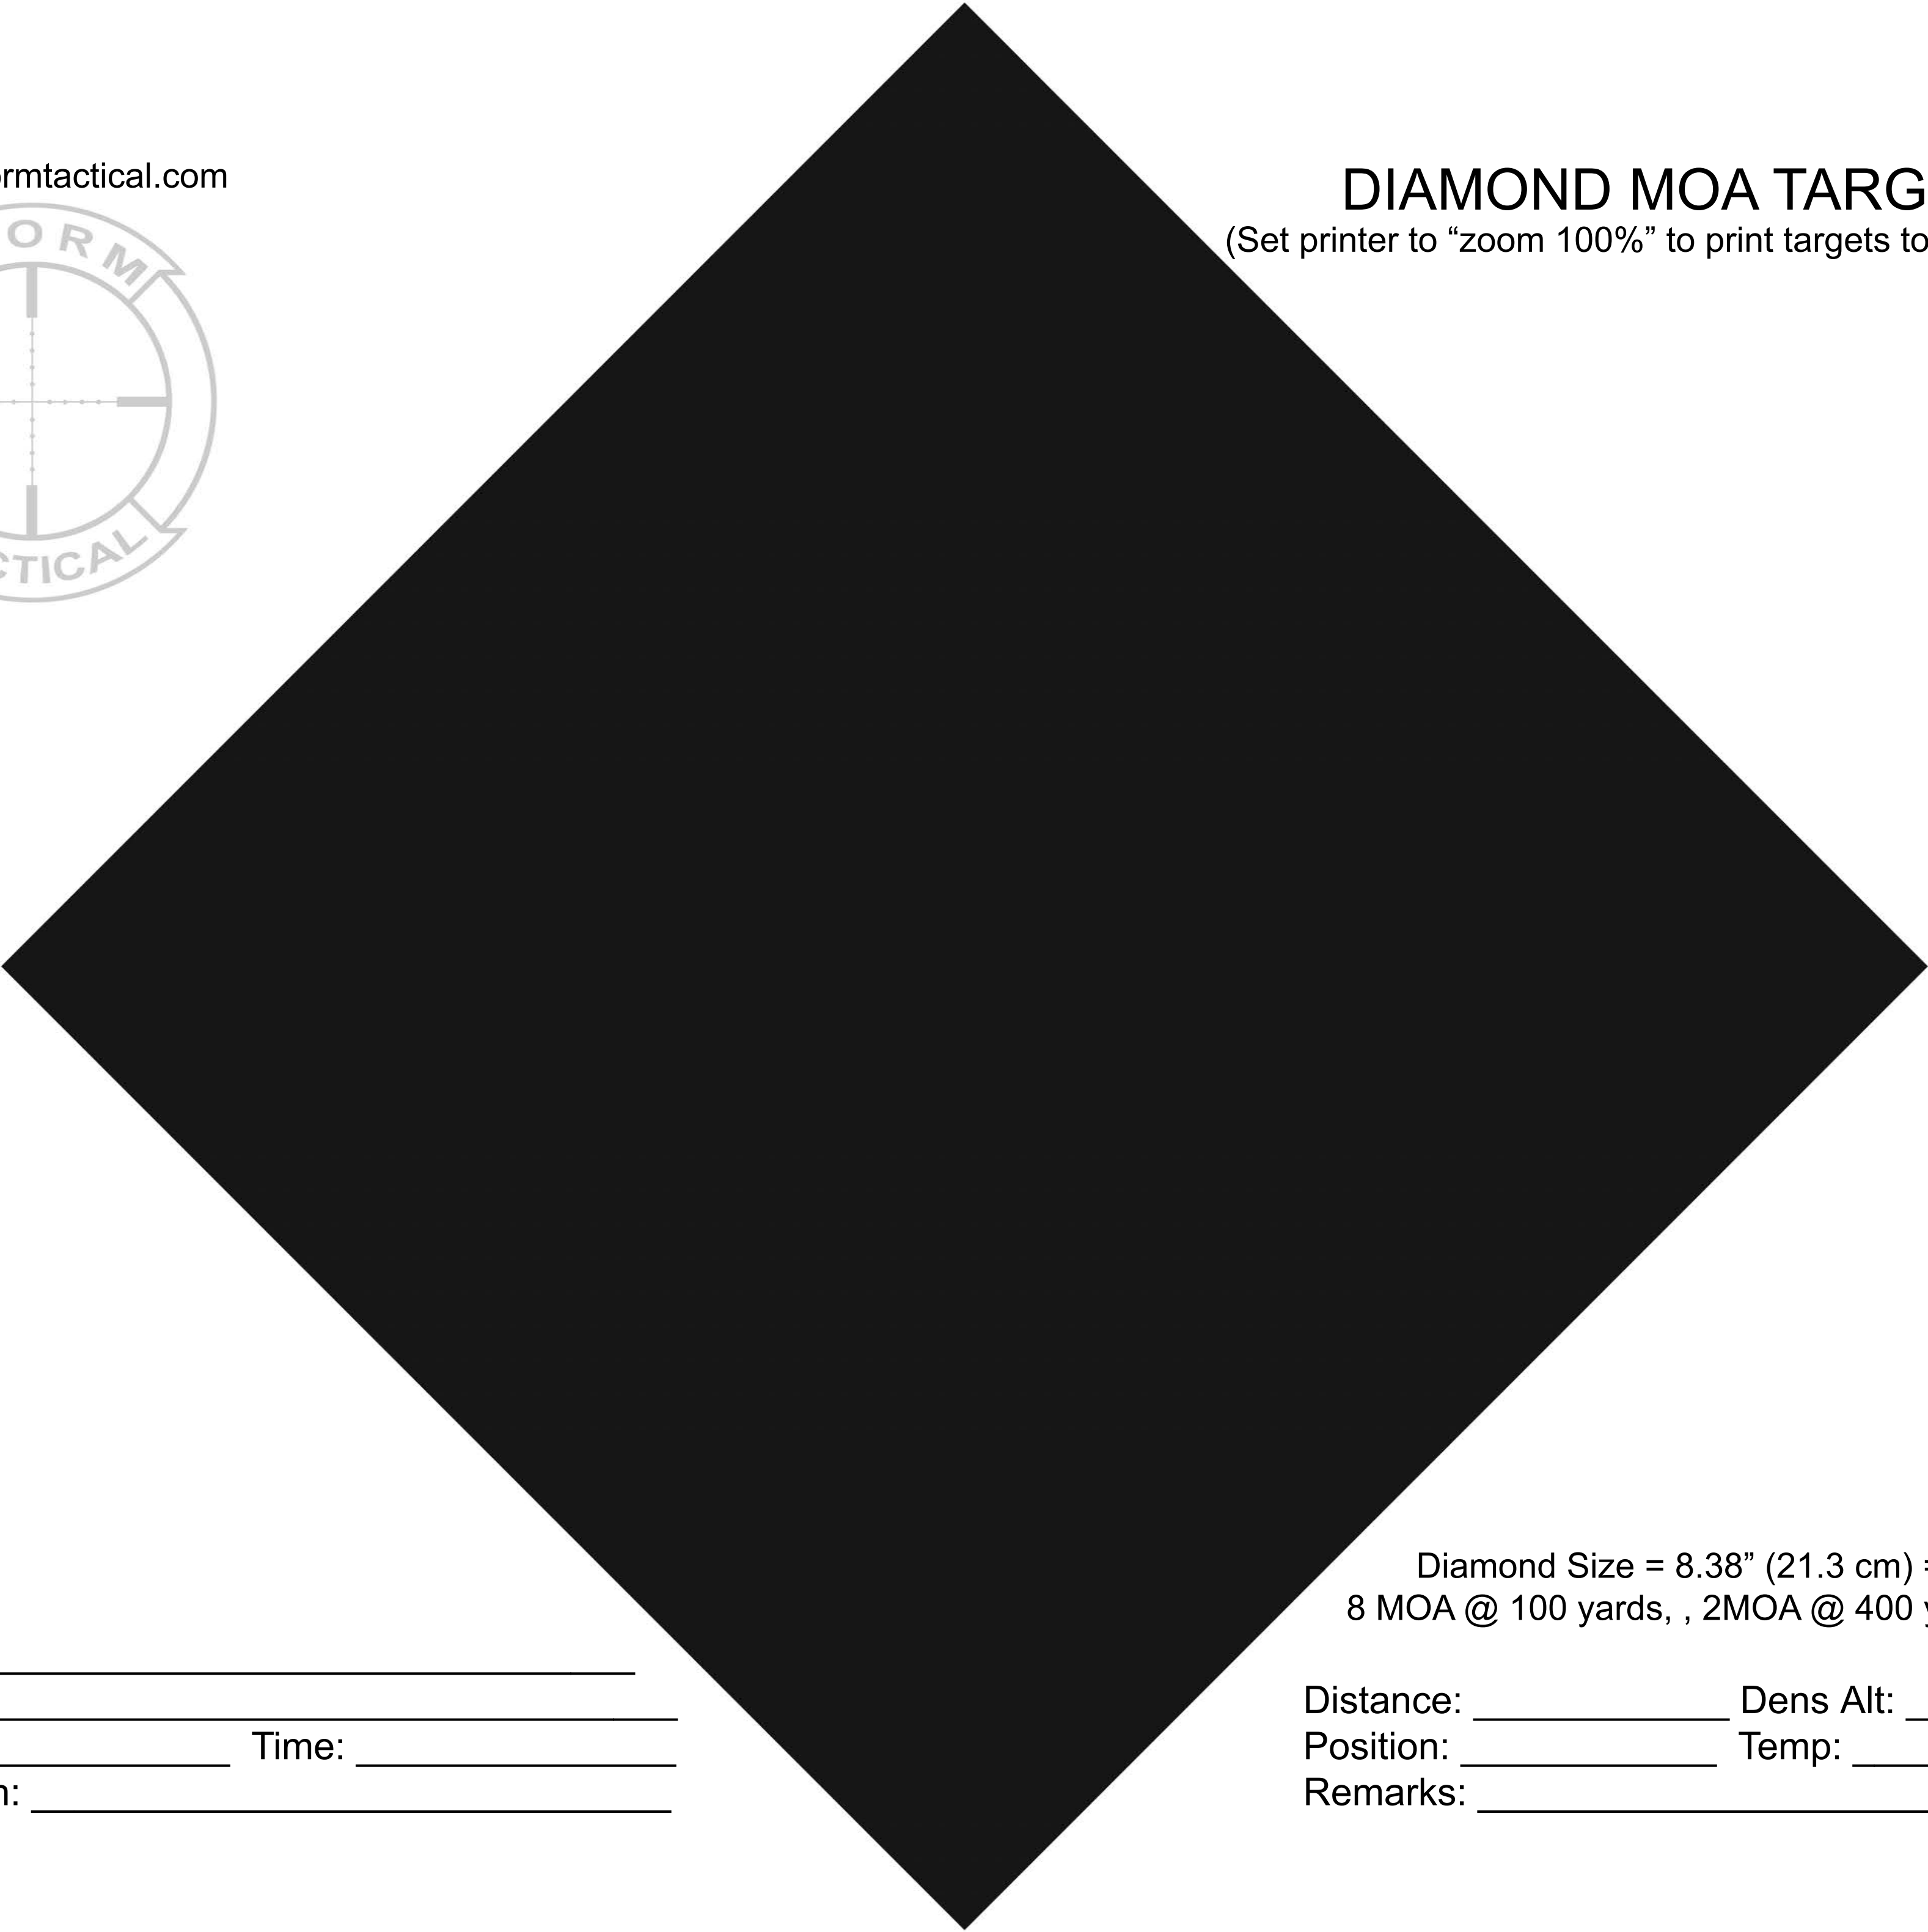 rmtactical.com
DIAMOND MOA TARG
(Set printer to “zoom 100%” to print targets to
ORM
CTICAL
Diamond Size = 8.38” (21.3 cm) =
8 MOA @ 100 yards, , 2MOA @ 400 y
Distance: Dens Alt:
Time: Position: Temp:
n: Remarks: